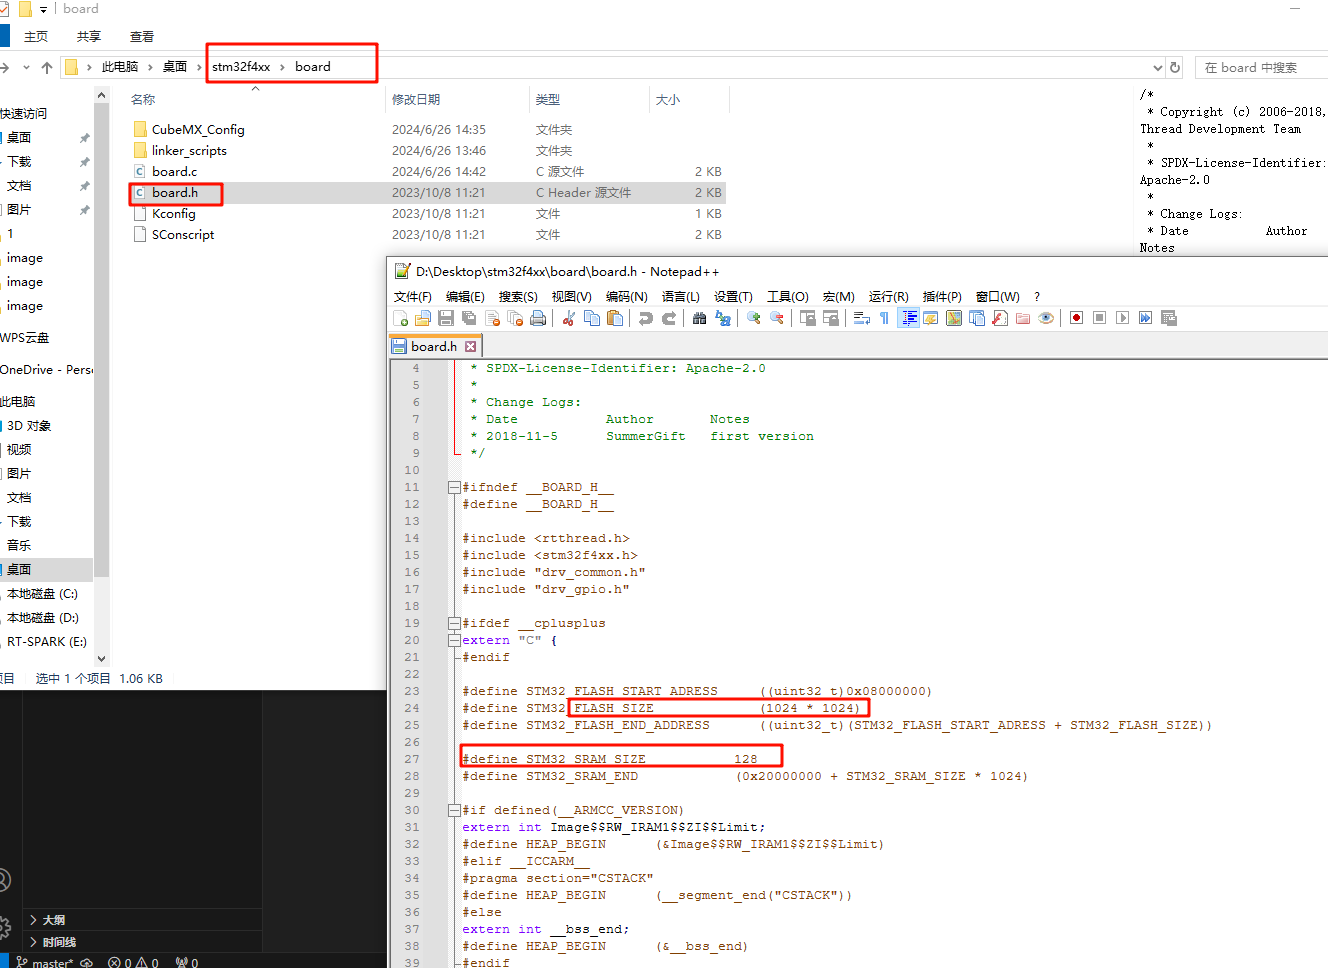 board
主页 共享 查看
此电脑 › 桌面 › stm32f4xx › board
在 board 中搜索
名称 修改日期 类型 大小
CubeMX_Config 2024/6/26 14:35 文件夹
linker_scripts 2024/6/26 13:46 文件夹
board.c 2024/6/26 14:42 C 源文件 2 KB
board.h 2023/10/8 11:21 C Header 源文件 2 KB
Kconfig 2023/10/8 11:21 文件 1 KB
SConscript 2023/10/8 11:21 文件 2 KB
快速访问
桌面
下载
文档
图片
1
image
image
image
WPS云盘
OneDrive - Pers
此电脑
3D 对象
视频
图片
文档
下载
音乐
桌面
本地磁盘 (C:)
本地磁盘 (D:)
RT-SPARK (E:)
项目 选中 1 个项目 1.06 KB
/*
* Copyright (c) 2006-2018,
Thread Development Team
*
* SPDX-License-Identifier:
Apache-2.0
*
* Change Logs:
* Date Author
Notes
D:\Desktop\stm32f4xx\board\board.h - Notepad++
文件(F) 编辑(E) 搜索(S) 视图(V) 编码(N) 语言(L) 设置(T) 工具(O) 宏(M) 运行(R) 插件(P) 窗口(W) ?
board.h
4 * SPDX-License-Identifier: Apache-2.0
5 *
6 * Change Logs:
7 * Date Author Notes
8 * 2018-11-5 SummerGift first version
9 */
10
11 #ifndef __BOARD_H__
12 #define __BOARD_H__
13
14 #include <rtthread.h>
15 #include <stm32f4xx.h>
16 #include "drv_common.h"
17 #include "drv_gpio.h"
18
19 #ifdef __cplusplus
20 extern "C" {
21 #endif
22
23 #define STM32_FLASH_START_ADRESS ((uint32_t)0x08000000)
24 #define STM32_FLASH_SIZE (1024 * 1024)
25 #define STM32_FLASH_END_ADDRESS ((uint32_t)(STM32_FLASH_START_ADRESS + STM32_FLASH_SIZE))
26
27 #define STM32_SRAM_SIZE 128
28 #define STM32_SRAM_END (0x20000000 + STM32_SRAM_SIZE * 1024)
29
30 #if defined(__ARMCC_VERSION)
31 extern int Image$$RW_IRAM1$$ZI$$Limit;
32 #define HEAP_BEGIN (&Image$$RW_IRAM1$$ZI$$Limit)
33 #elif __ICCARM__
34 #pragma section="CSTACK"
35 #define HEAP_BEGIN (__segment_end("CSTACK"))
36 #else
37 extern int __bss_end;
38 #define HEAP_BEGIN (&__bss_end)
39 #endif
大纲
时间线
master* 0 0 0